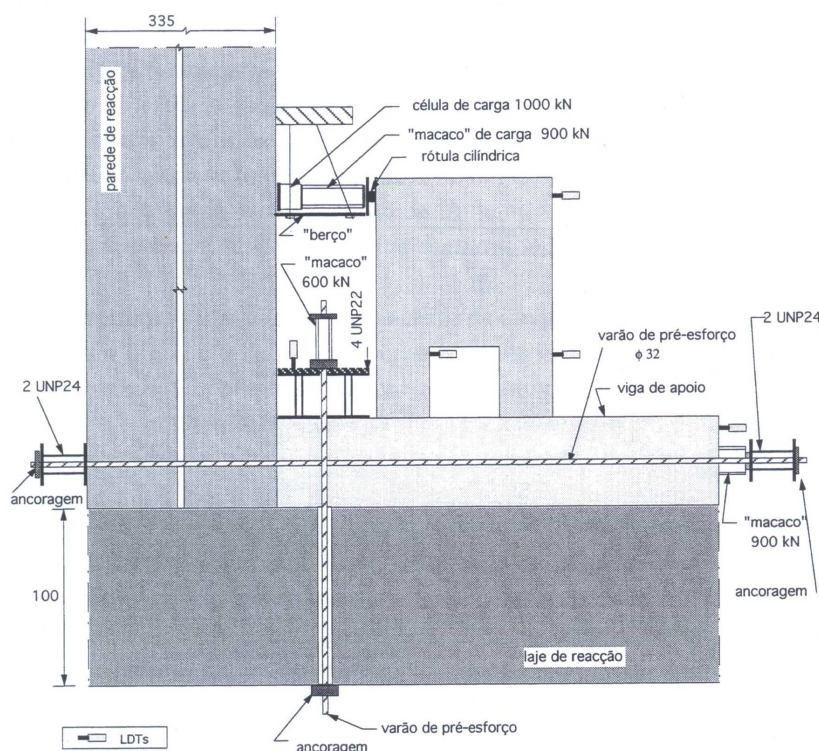 335
parede de reacção
célula de carga 1000 kN
"macaco" de carga 900 kN
rótula cilíndrica
"berço"
"macaco"
600 kN
4 UNP22
2 UNP24
varão de pré-esforço
ϕ 32
viga de apoio
2 UNP24
ancoragem
"macaco"
900 kN
ancoragem
100
laje de reacção
varão de pré-esforço
ancoragem
LDTs